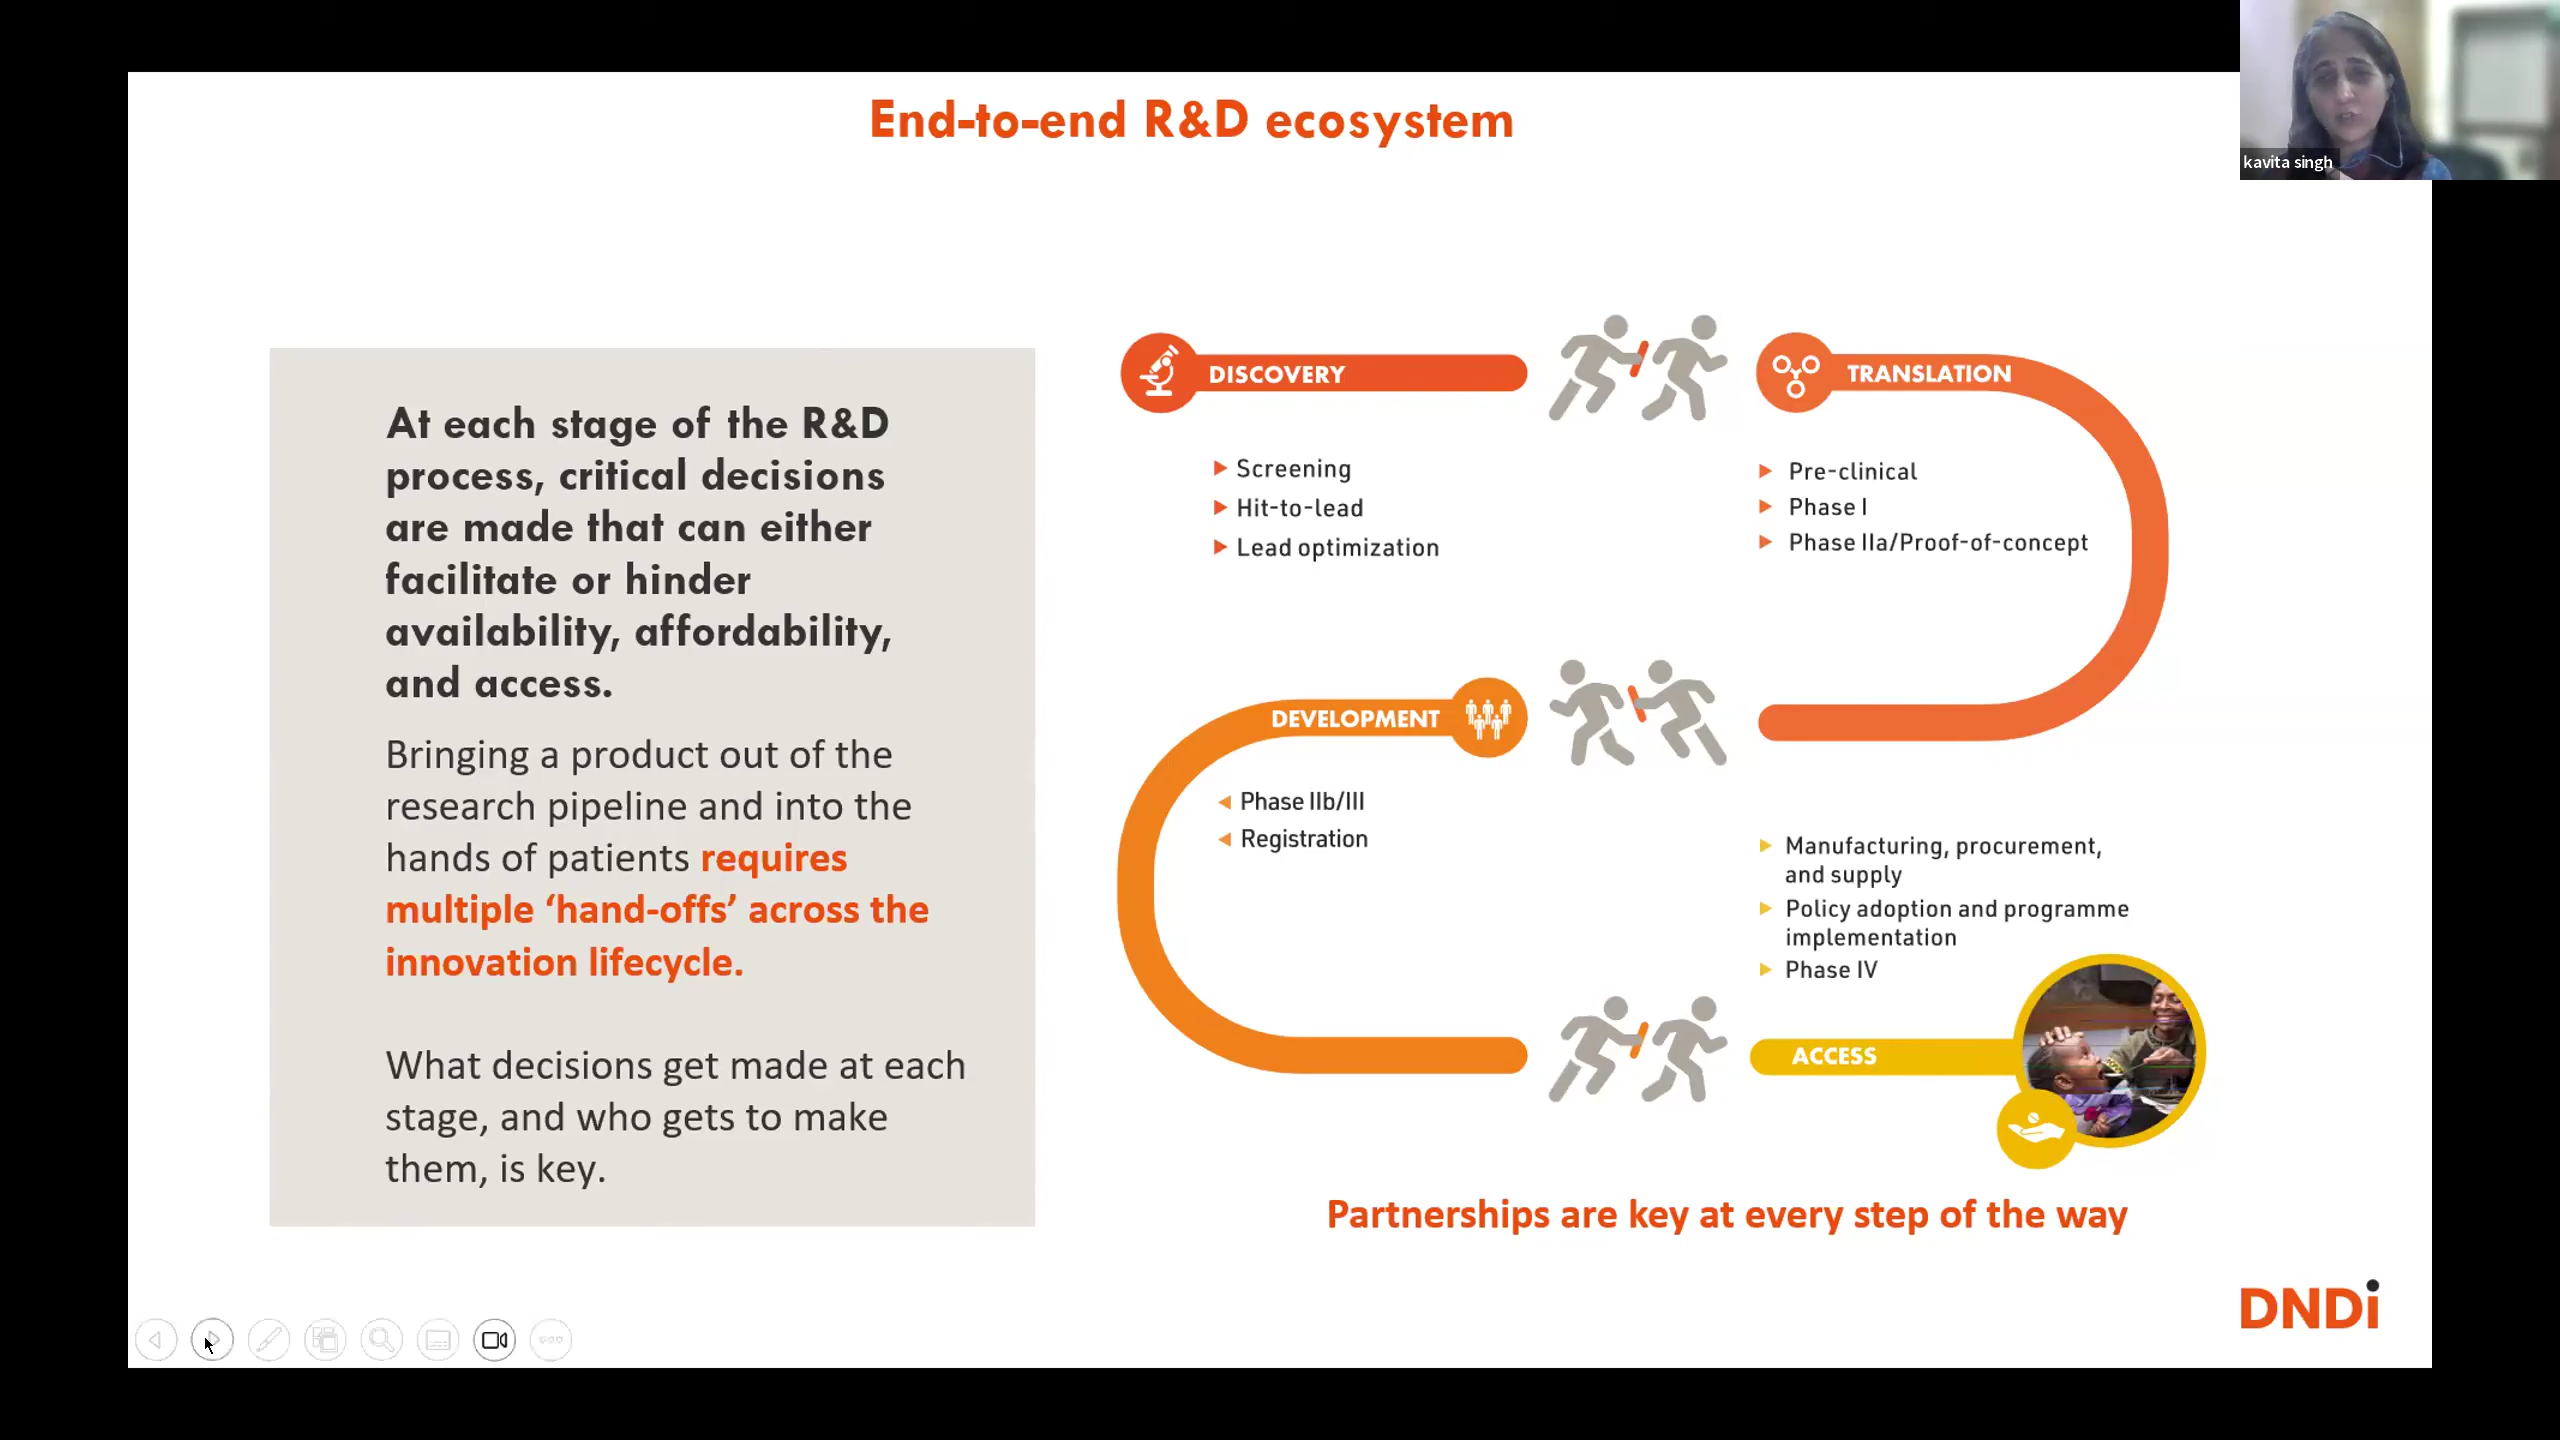 End-to-end R&D ecosystem
kavita singh
At each stage of the R&D
process, critical decisions
are made that can either
facilitate or hinder
availability, affordability,
and access.
Bringing a product out of the
research pipeline and into the
hands of patients requires
multiple ‘hand-offs’ across the
innovation lifecycle.
What decisions get made at each
stage, and who gets to make
them, is key.
DISCOVERY
Screening
Hit-to-lead
Lead optimization
TRANSLATION
Pre-clinical
Phase I
Phase IIa/Proof-of-concept
DEVELOPMENT
Phase IIb/III
Registration
Manufacturing, procurement,
and supply
Policy adoption and programme
implementation
Phase IV
ACCESS
Partnerships are key at every step of the way
DNDi